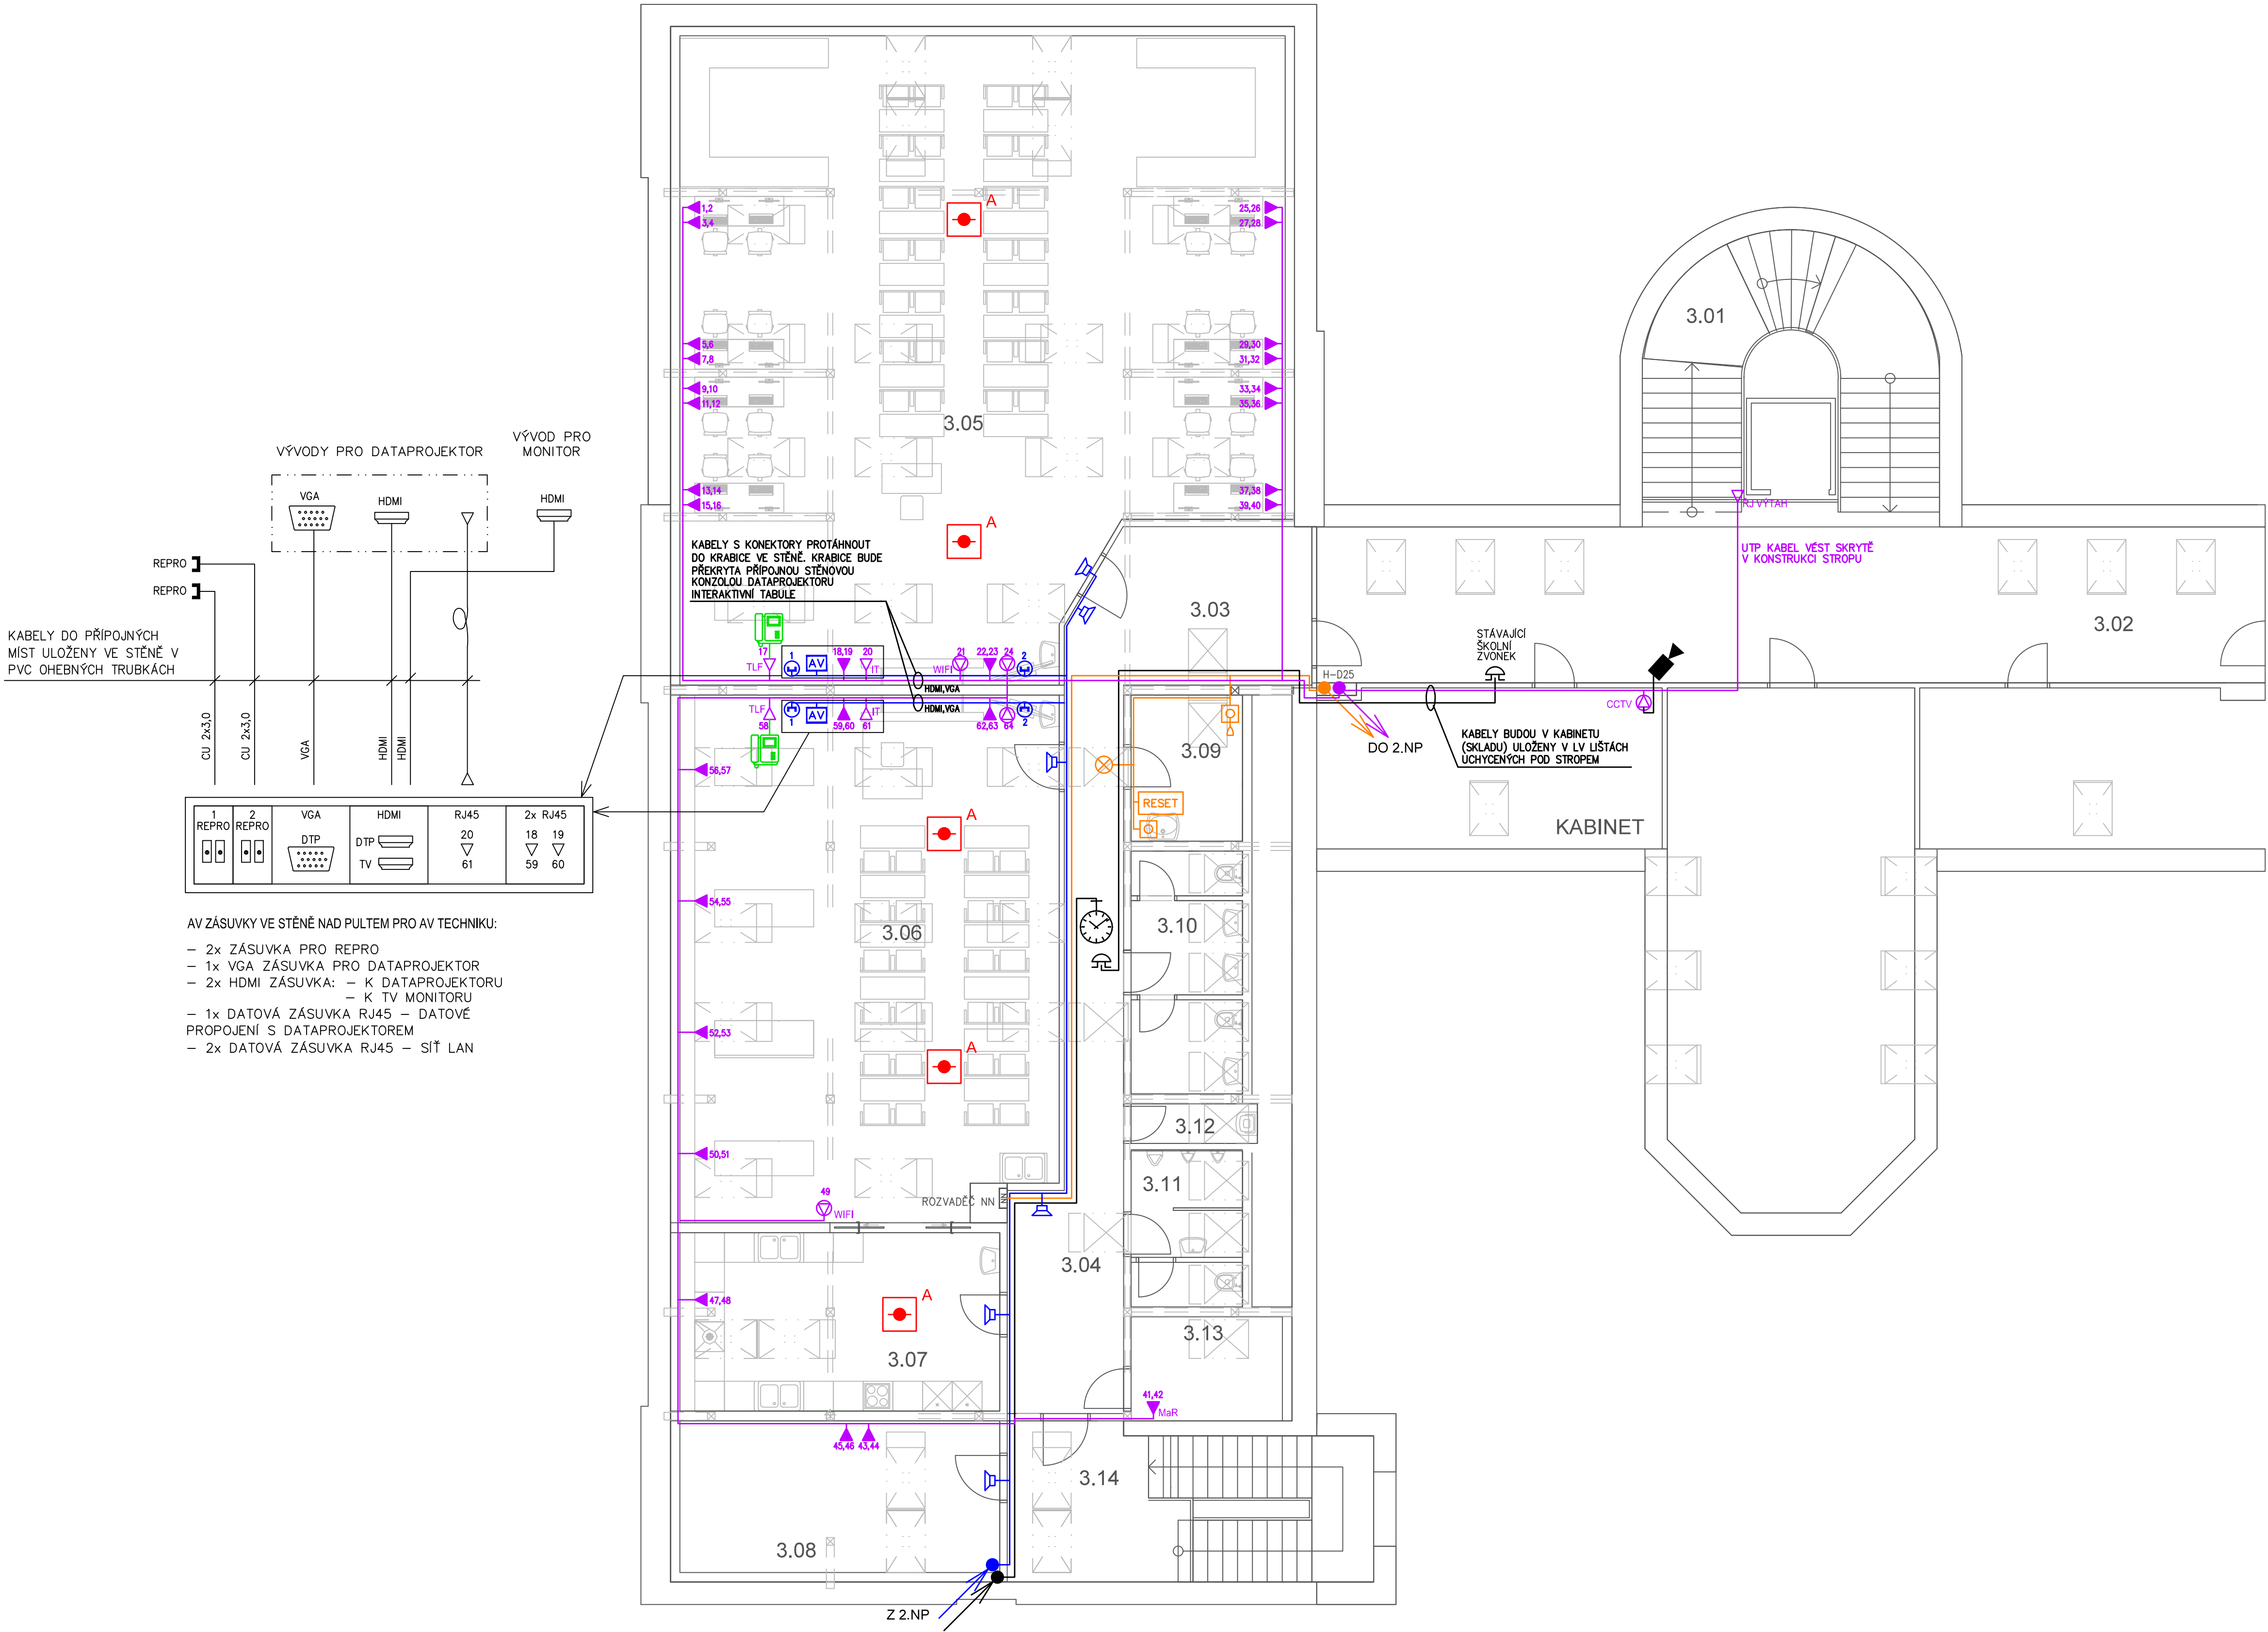 VÝVODY PRO DATAPROJEKTOR
VÝVOD PRO
MONITOR
VGA
HDMI
HDMI
REPRO
REPRO
KABELY DO PŘÍPOJNÝCH
MÍST ULOŽENY VE STĚNĚ V
PVC OHEBNÝCH TRUBKÁCH
CU 2x3,0
CU 2x3,0
VGA
HDMI
HDMI
1
REPRO
2
REPRO
VGA
DTP
HDMI
DTP
TV
RJ45
20
61
2x RJ45
18 19
59 60
AV ZÁSUVKY VE STĚNĚ NAD PULTEM PRO AV TECHNIKU:
– 2x ZÁSUVKA PRO REPRO
– 1x VGA ZÁSUVKA PRO DATAPROJEKTOR
– 2x HDMI ZÁSUVKA: – K DATAPROJEKTORU
– K TV MONITORU
– 1x DATOVÁ ZÁSUVKA RJ45 – DATOVÉ
PROPOJENÍ S DATAPROJEKTOREM
– 2x DATOVÁ ZÁSUVKA RJ45 – SÍŤ LAN
1,2
3,4
A
25,26
27,28
5,6
7,8
29,30
31,32
9,10
11,12
33,34
35,36
3.05
13,14
15,16
37,38
39,40
A
KABELY S KONEKTORY PROTÁHNOUT
DO KRABICE VE STĚNĚ. KRABICE BUDE
PŘEKRYTA PŘÍPOJNOU STĚNOVOU
KONZOLOU DATAPROJEKTORU
INTERAKTIVNÍ TABULE
17
TLF
1
AV
18,19
20
IT
WIFI
21
22,23
24
2
HDMI,VGA
HDMI,VGA
TLF
58
1
AV
59,60
61
IT
62,63
64
2
3.03
3.01
RJ VÝTAH
UTP KABEL VÉST SKRYTĚ
V KONSTRUKCI STROPU
3.02
STÁVAJÍCÍ
ŠKOLNÍ
ZVONEK
H-D25
CCTV
DO 2.NP
KABELY BUDOU V KABINETU
(SKLADU) ULOŽENY V LV LIŠTÁCH
UCHYCENÝCH POD STROPEM
KABINET
3.09
RESET
56,57
A
54,55
3.06
3.10
52,53
A
3.12
50,51
3.11
49
WIFI
ROZVADĚČ NN
NN
3.04
47,48
A
3.07
3.13
41,42
MaR
45,46
43,44
3.14
3.08
Z 2.NP